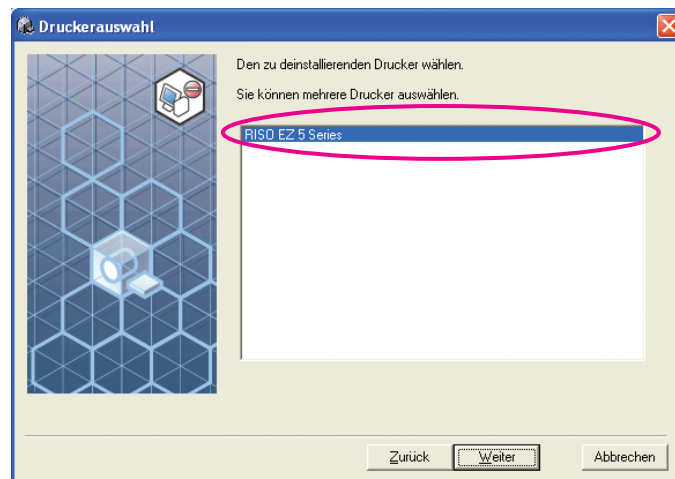 Druckerauswahl
Den zu deinstallierenden Drucker wählen.
Sie können mehrere Drucker auswählen.
RISO EZ 5 Series
Zurück Weiter Abbrechen